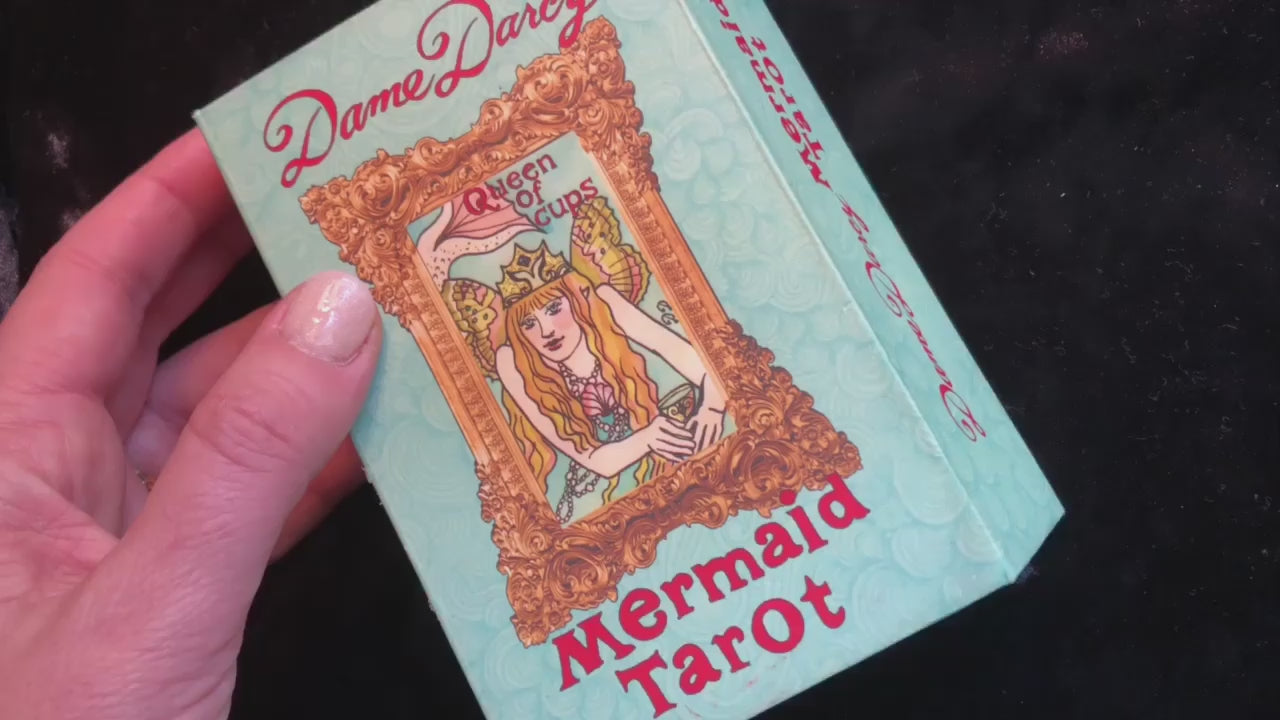 Dame Darcy
Queen
of
cups
Mermaid
TarOt
Mermaid
TarOt
Dame Darcy